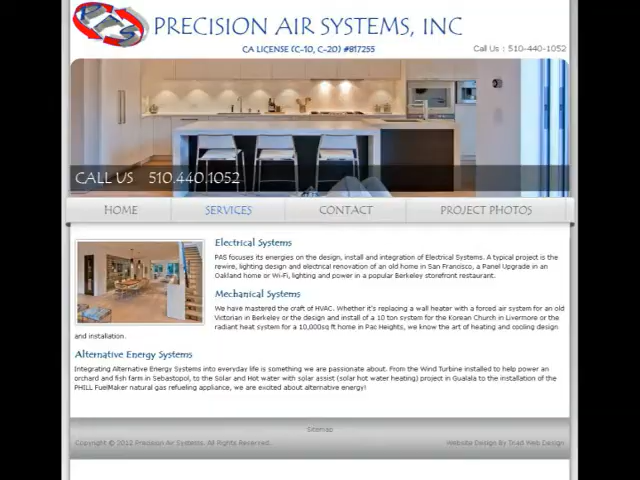 PAS
PRECISION AIR SYSTEMS, INC
CA LICENSE (C-10, C-20) #817255
Call Us : 510-440-1052
CALL US 510.440.1052
HOME SERVICES CONTACT PROJECT PHOTOS
Electrical Systems
PAS focuses its energies on the design, install and integration of Electrical Systems. A typical project is the
rewire, lighting design and electrical renovation of an old home in San Francisco, a Panel Upgrade in an
Oakland home or Wi-Fi, lighting and power in a popular Berkeley storefront restaurant.
Mechanical Systems
We have mastered the craft of HVAC. Whether it's replacing a wall heater with a forced air system for an old
Victorian in Berkeley or the design and install of a 10 ton system for the Korean Church in Livermore or the
radiant heat system for a 10,000sq ft home in Pac Heights, we know the art of heating and cooling design
and installation.
Alternative Energy Systems
Integrating Alternative Energy Systems into everyday life is something we are passionate about. From the Wind Turbine installed to help power an
orchard and fish farm in Sebastopol, to the Solar and Hot water with solar assist (solar hot water heating) project in Gualala to the installation of the
PHILL FuelMaker natural gas refueling appliance, we are excited about alternative energy!
Sitemap
Copyright © 2012 Precision Air Systems. All Rights Reserved.
Website Design By Triad Web Design